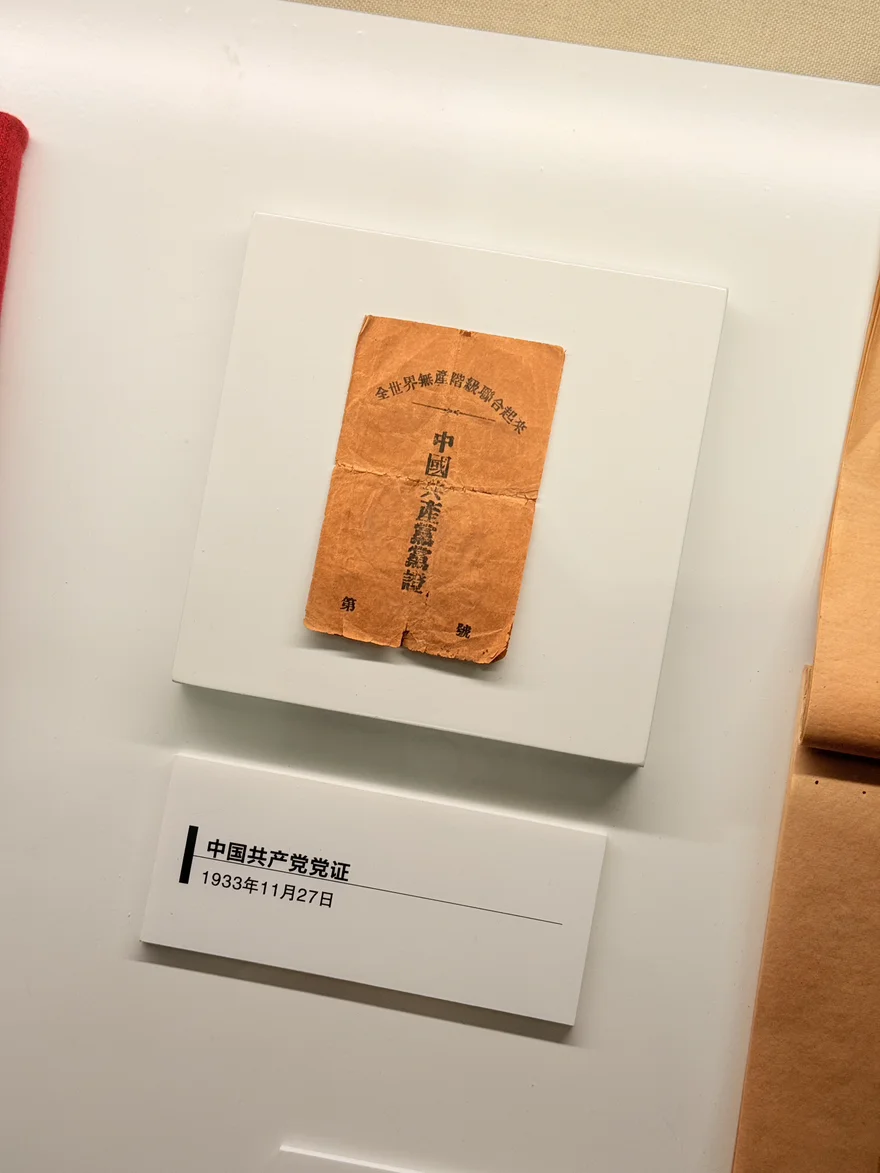 全世界無產階級聯合起來
中國共產黨黨證
第 號
中国共产党党证
1933年11月27日